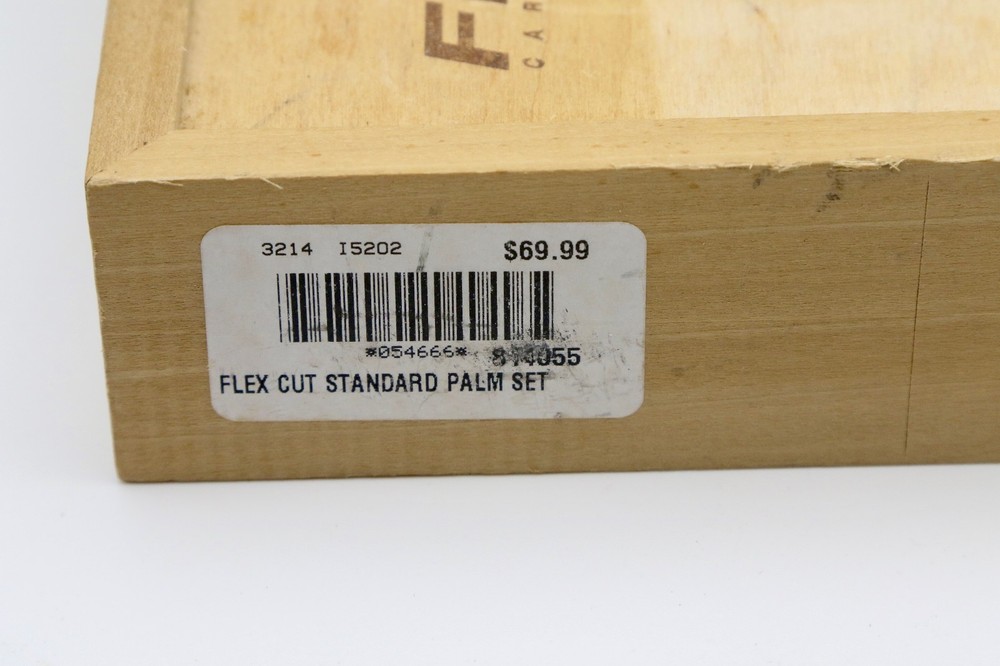 3214 I5202 $69.99
*054666*
FLEX CUT STANDARD PALM SET